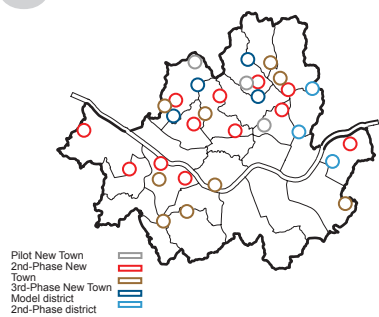 Pilot New Town
2nd-Phase New
Town
3rd-Phase New Town
Model district
2nd-Phase district